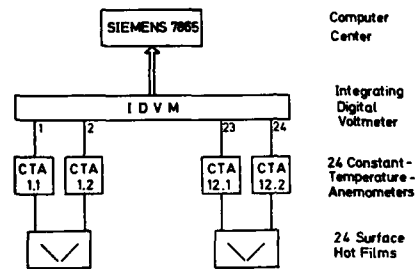 SIEMENS 7865
Computer
Center
I D V M
Integrating
Digital
Voltmeter
1
2
23
24
CTA
1.1
CTA
1.2
CTA
12.1
CTA
12.2
24 Constant-
Temperature-
Anemometers
24 Surface
Hot Films